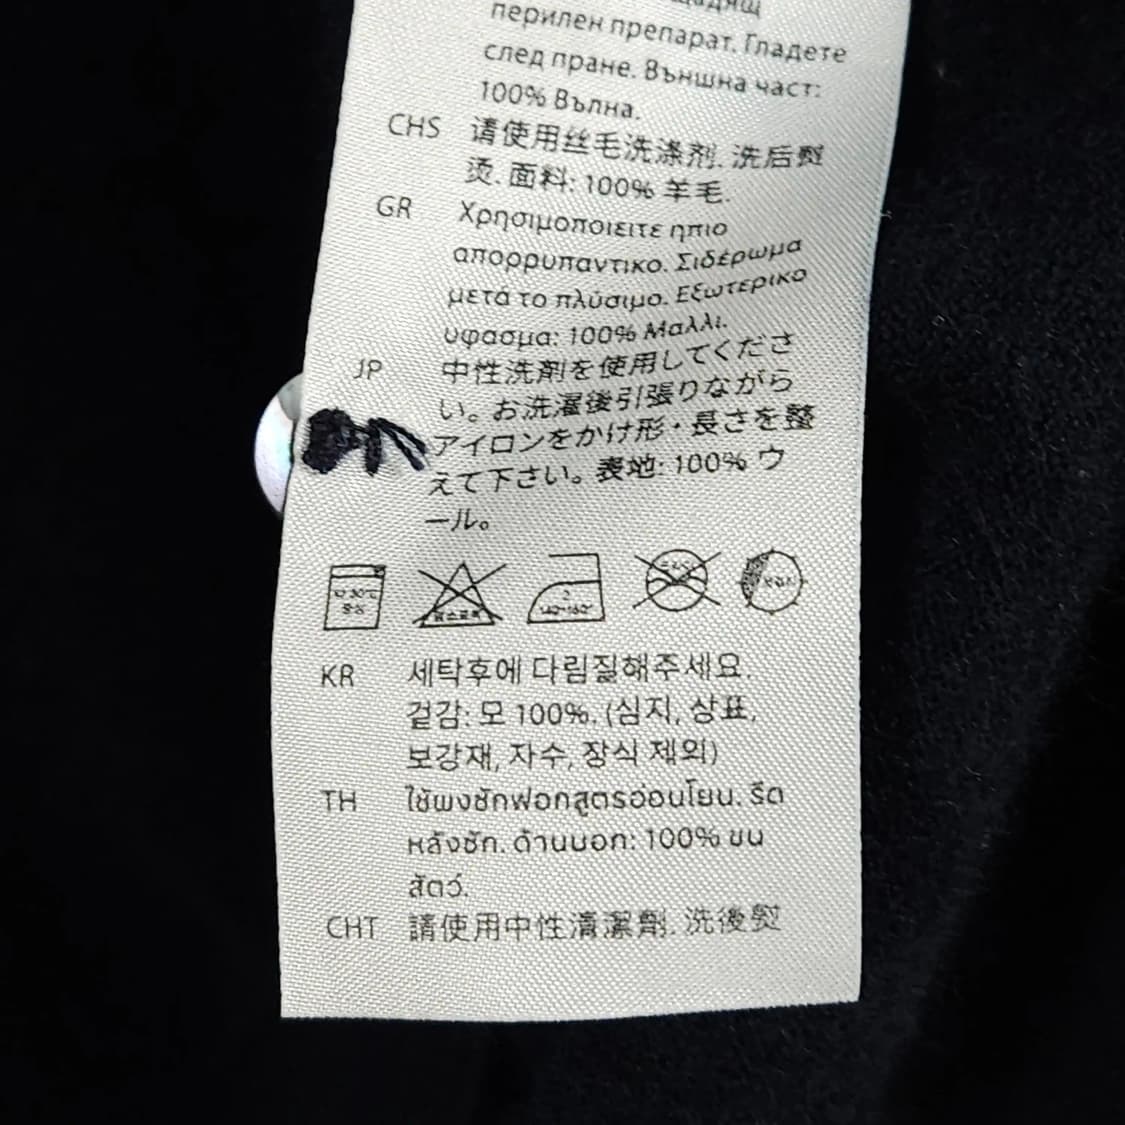 перилен препарат. Гладете
след пране. Външна част:
100% Вълна.
CHS 请使用丝毛洗涤剂. 洗后熨
烫. 面料: 100% 羊毛.
GR Χρησιμοποιειτε ηπιο
απορρυπαντικο. Σιδέρωμα
μετά το πλύσιμο. Εξωτερικο
υφασμα: 100% Μαλλι.
JP 中性洗剤を使用してくださ
い。お洗濯後引張りながら
アイロンをかけ形・長さを整
えて下さい。表地: 100% ウ
ール。
KR 세탁후에 다림질해주세요.
겉감: 모 100%. (심지, 상표,
보강재, 자수, 장식 제외)
TH ใช้ผงซักฟอกสูตรอ่อนโยน. รีด
หลังซัก. ด้านนอก: 100% ขน
สัตว์.
CHT 請使用中性清潔劑. 洗後熨